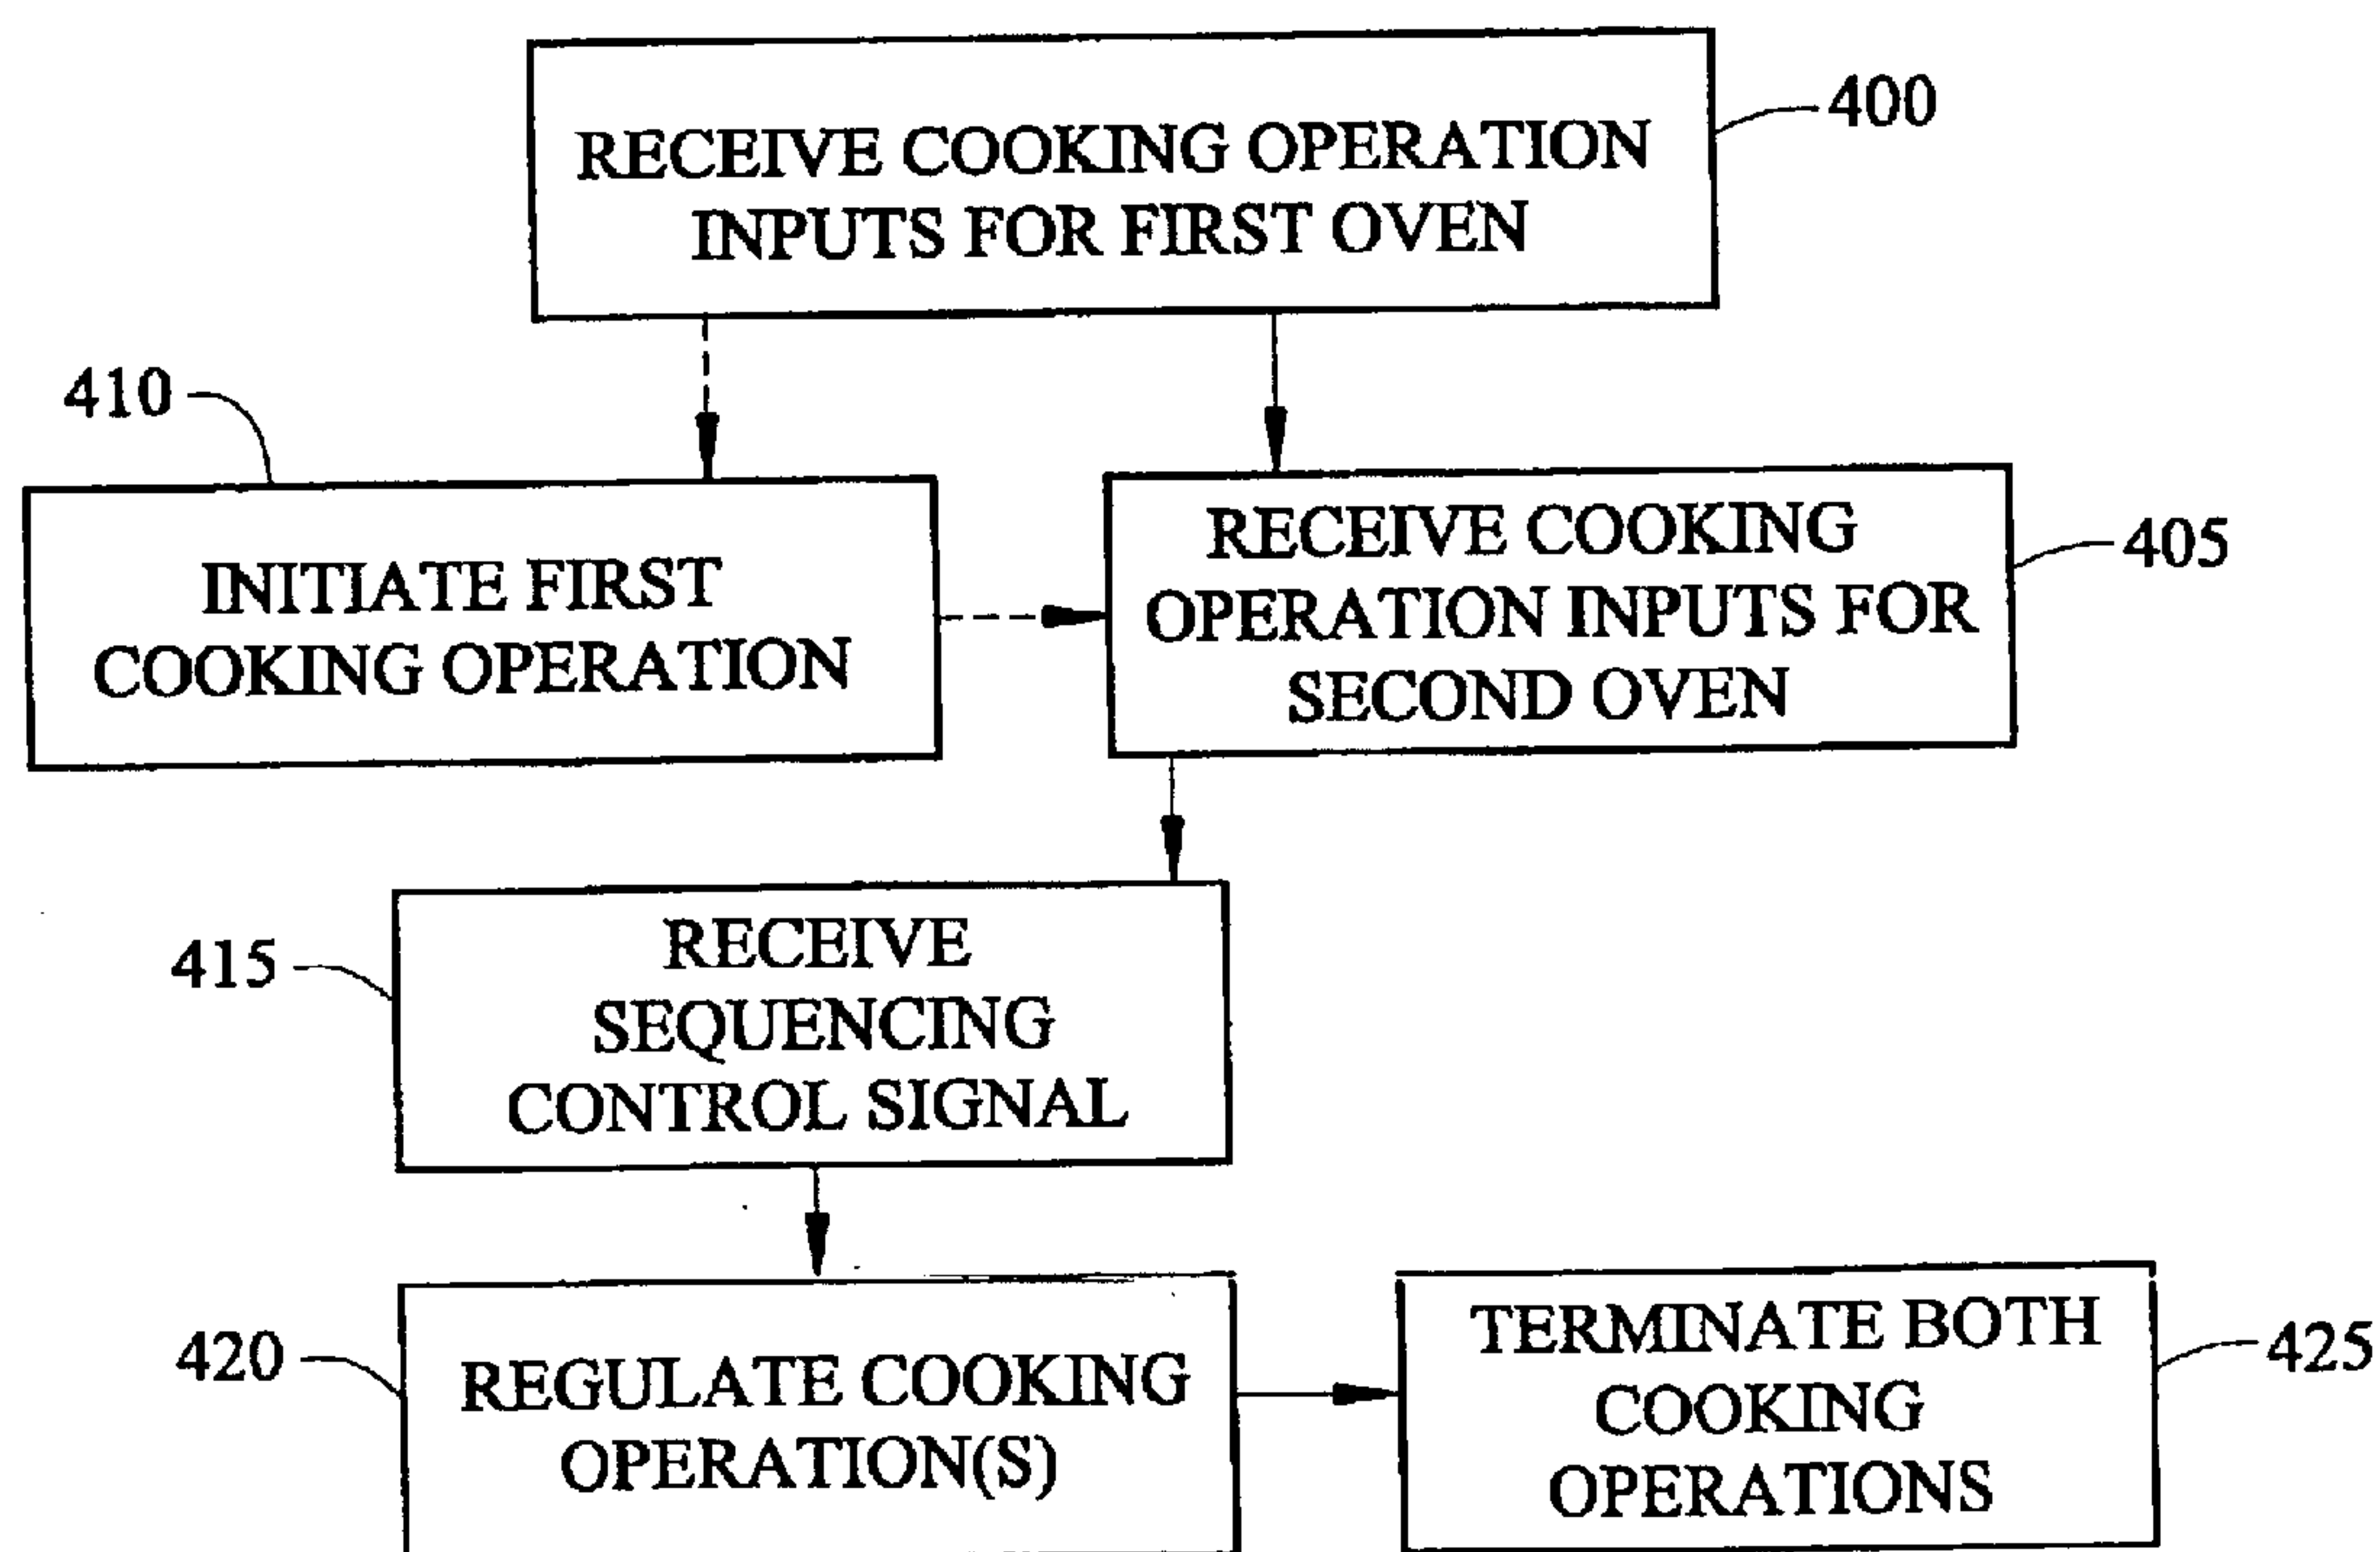 RECEIVE COOKING OPERATION
INPUTS FOR FIRST OVEN
400
410
INITIATE FIRST
COOKING OPERATION
RECEIVE COOKING
OPERATION INPUTS FOR
SECOND OVEN
405
415
RECEIVE
SEQUENCING
CONTROL SIGNAL
420
REGULATE COOKING
OPERATION(S)
TERMINATE BOTH
COOKING
OPERATIONS
425